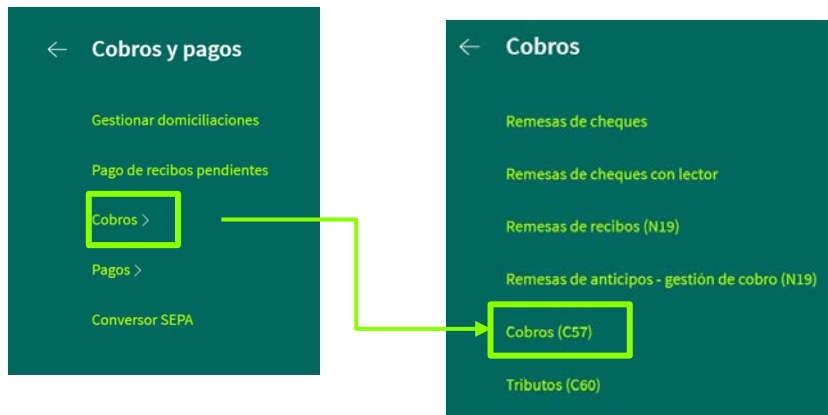 ← Cobros y pagos
Gestionar domiciliaciones
Pago de recibos pendientes
Cobros >
Pagos >
Conversor SEPA
← Cobros
Remesas de cheques
Remesas de cheques con lector
Remesas de recibos (N19)
Remesas de anticipos - gestión de cobro (N19)
Cobros (C57)
Tributos (C60)